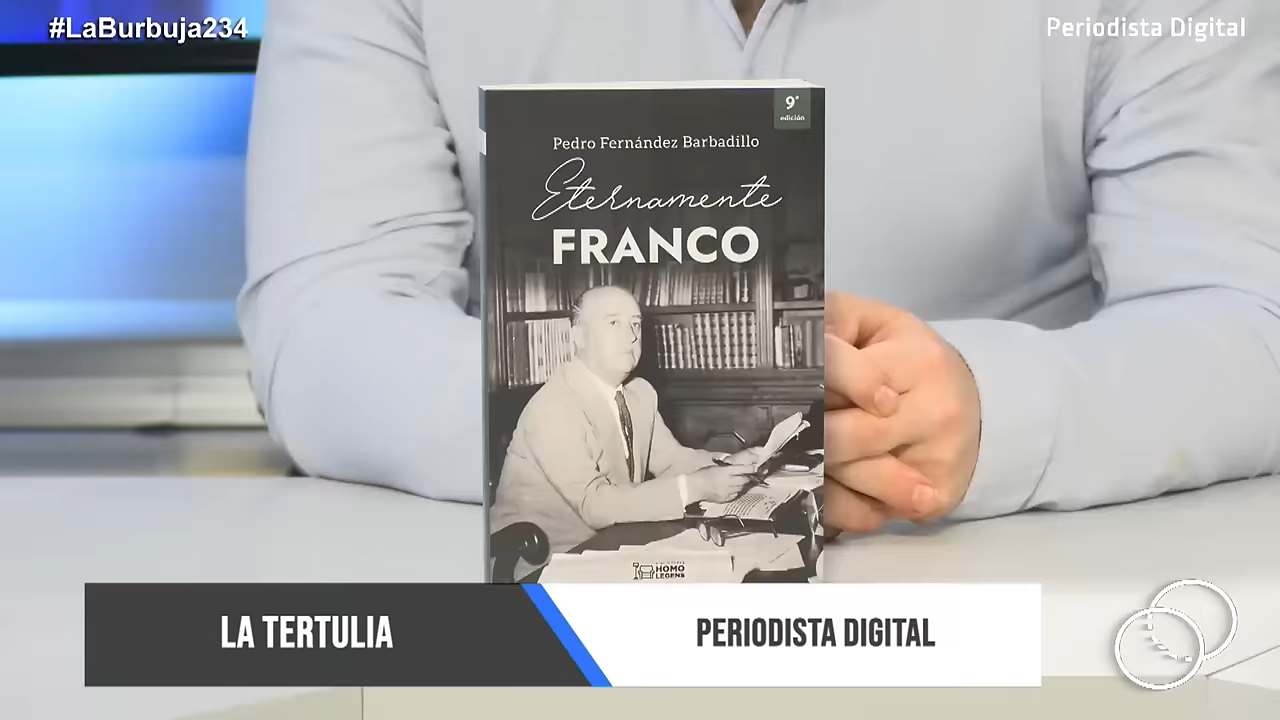 #LaBurbuja234
Periodista Digital
9ª
edición
Pedro Fernández Barbadillo
Eternamente
FRANCO
HOMO
LEGENS
LA TERTULIA
PERIODISTA DIGITAL